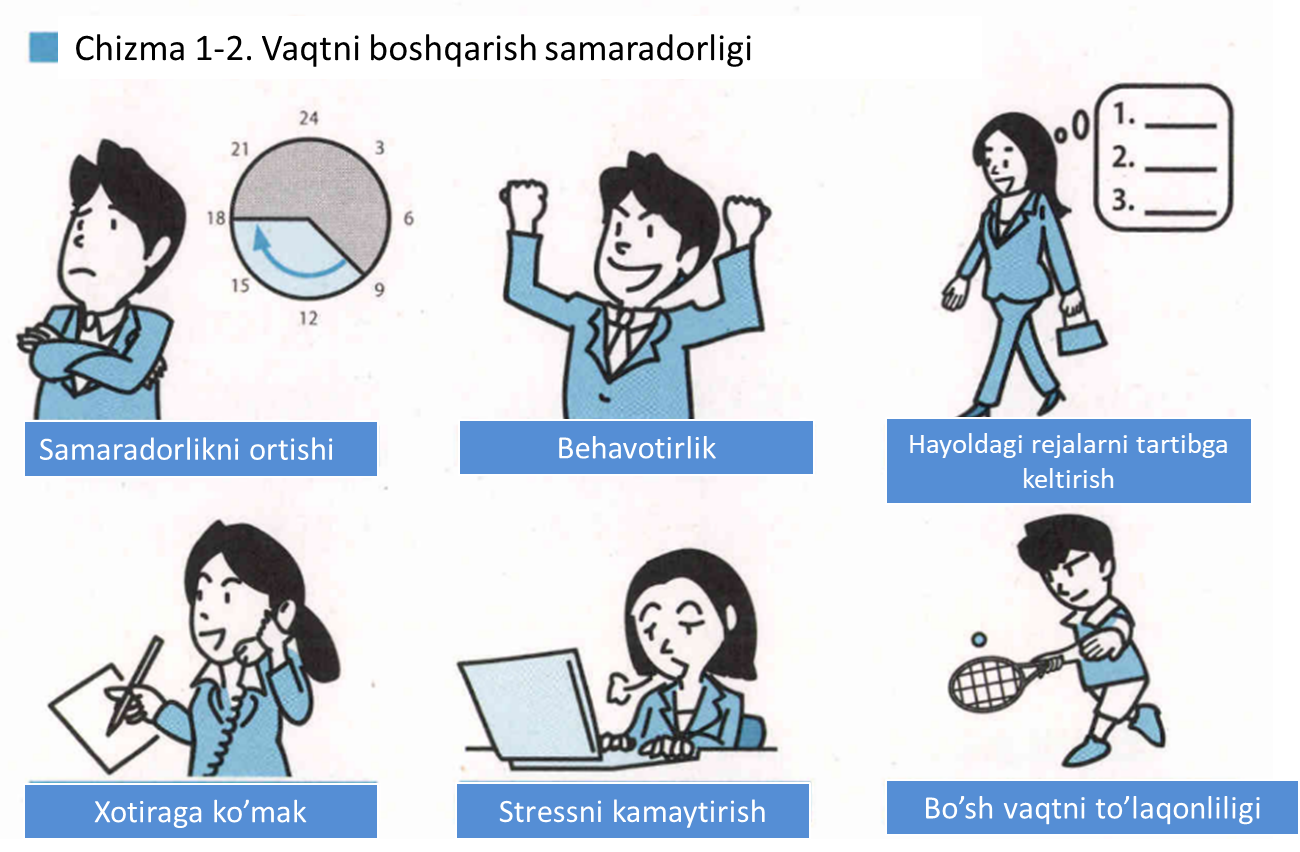 Chizma 1-2. Vaqtni boshqarish samaradorligi
24
21
3
18
6
15
9
12
1.
2.
3.
Samaradorlikni ortishi
Behavotirlik
Hayoldagi rejalarni tartibga
keltirish
Xotiraga ko’mak
Stressni kamaytirish
Bo’sh vaqtni to’laqonliligi